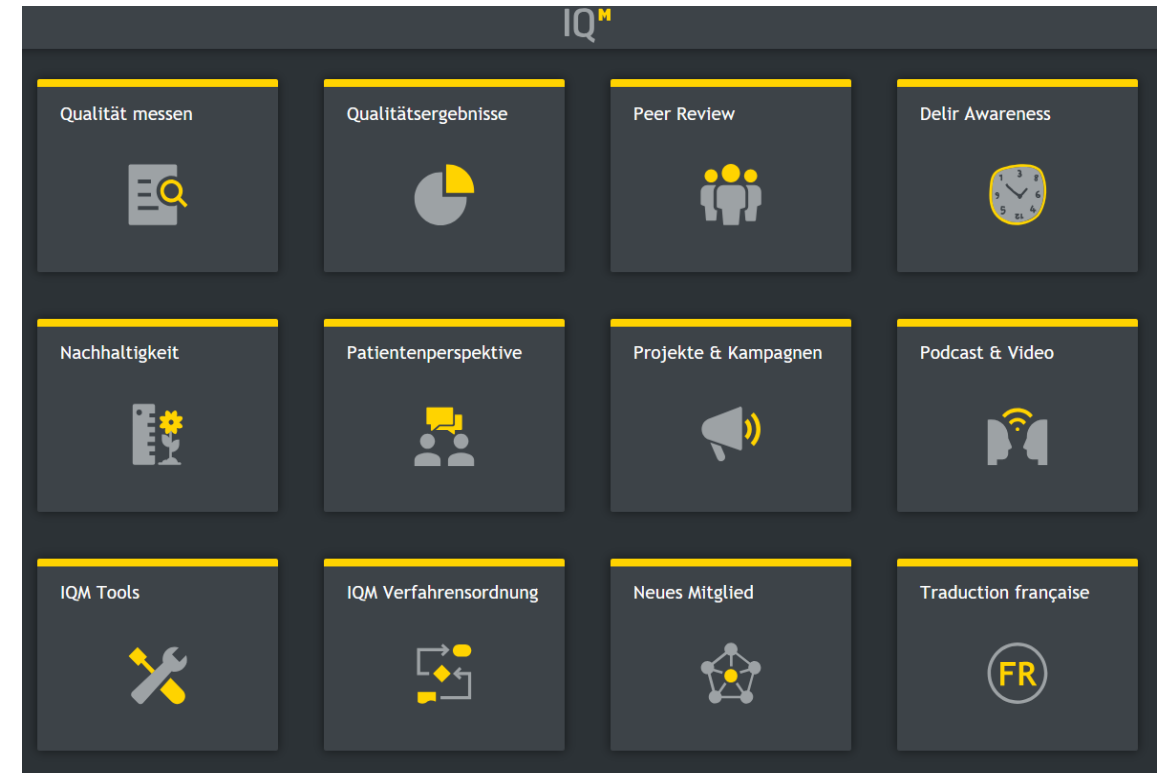 IQM
Qualität messen
Qualitätsergebnisse
Peer Review
Delir Awareness
Nachhaltigkeit
Patientenperspektive
Projekte & Kampagnen
Podcast & Video
IQM Tools
IQM Verfahrensordnung
Neues Mitglied
Traduction française
FR